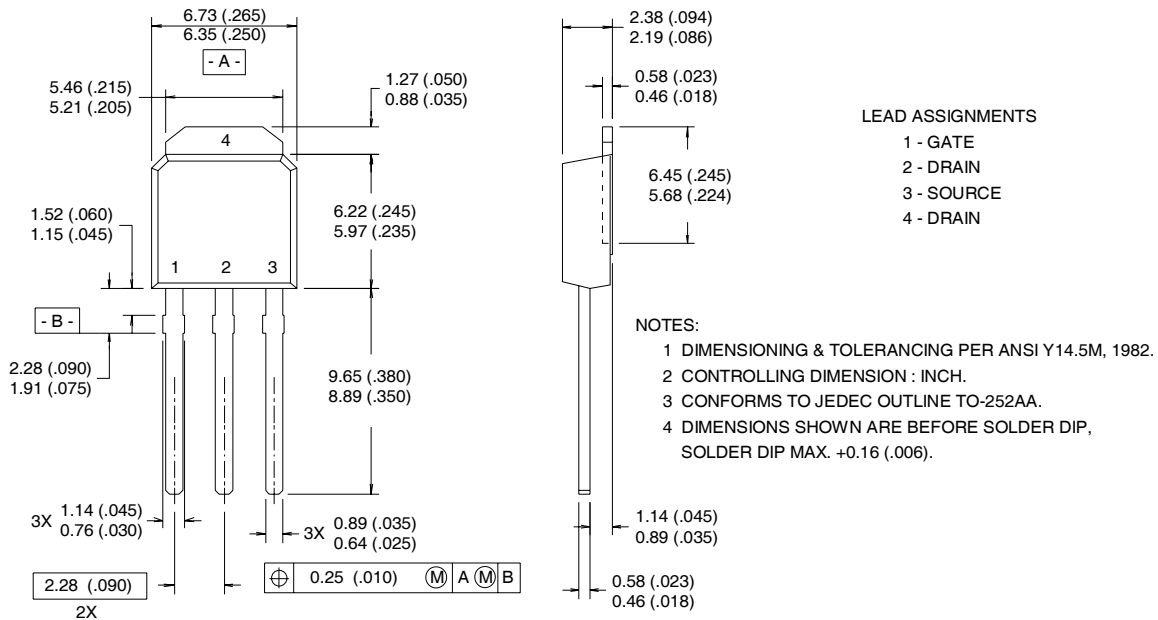 6.73 (.265)
6.35 (.250)
- A -
5.46 (.215)
5.21 (.205)
1.27 (.050)
0.88 (.035)
4
1.52 (.060)
1.15 (.045)
6.22 (.245)
5.97 (.235)
1 2 3
- B -
2.28 (.090)
1.91 (.075)
9.65 (.380)
8.89 (.350)
3X 1.14 (.045)
0.76 (.030)
3X 0.89 (.035)
0.64 (.025)
2.28 (.090)
2X
⌖ 0.25 (.010) Ⓜ A Ⓜ B
2.38 (.094)
2.19 (.086)
0.58 (.023)
0.46 (.018)
6.45 (.245)
5.68 (.224)
1.14 (.045)
0.89 (.035)
0.58 (.023)
0.46 (.018)
LEAD ASSIGNMENTS
1 - GATE
2 - DRAIN
3 - SOURCE
4 - DRAIN
NOTES:
1 DIMENSIONING & TOLERANCING PER ANSI Y14.5M, 1982.
2 CONTROLLING DIMENSION : INCH.
3 CONFORMS TO JEDEC OUTLINE TO-252AA.
4 DIMENSIONS SHOWN ARE BEFORE SOLDER DIP,
SOLDER DIP MAX. +0.16 (.006).